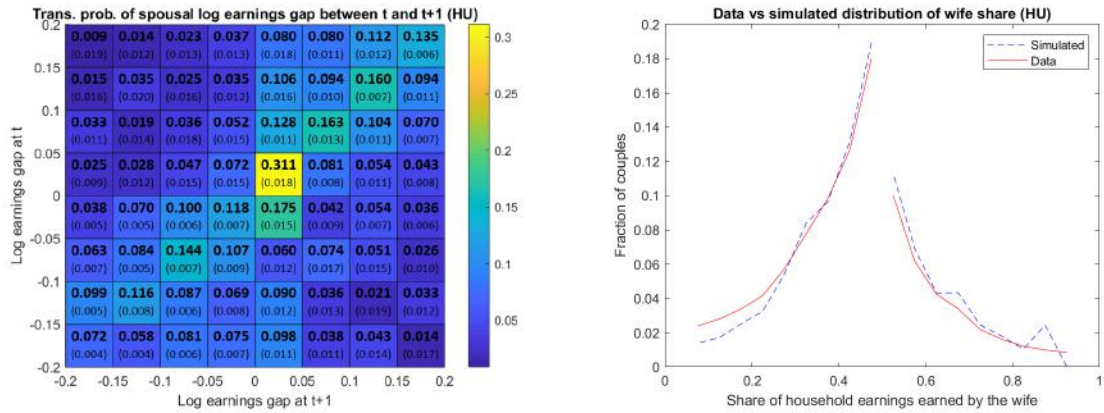 Trans. prob. of spousal log earnings gap between t and t+1 (HU)
0.009 0.014 0.023 0.037 0.080 0.080 0.112 0.135
(0.019) (0.012) (0.013) (0.013) (0.018) (0.011) (0.012) (0.006)
0.015 0.035 0.025 0.035 0.106 0.094 0.160 0.094
(0.016) (0.020) (0.016) (0.012) (0.016) (0.010) (0.007) (0.011)
0.033 0.019 0.036 0.052 0.128 0.163 0.104 0.070
(0.011) (0.014) (0.018) (0.015) (0.011) (0.013) (0.011) (0.007)
0.025 0.028 0.047 0.072 0.311 0.081 0.054 0.043
(0.009) (0.012) (0.015) (0.015) (0.018) (0.008) (0.011) (0.008)
0.038 0.070 0.100 0.118 0.175 0.042 0.054 0.036
(0.005) (0.005) (0.006) (0.007) (0.015) (0.009) (0.007) (0.006)
0.063 0.084 0.144 0.107 0.060 0.074 0.051 0.026
(0.007) (0.005) (0.007) (0.009) (0.012) (0.017) (0.015) (0.010)
0.099 0.116 0.087 0.069 0.090 0.036 0.021 0.033
(0.005) (0.008) (0.006) (0.008) (0.012) (0.013) (0.019) (0.012)
0.072 0.058 0.081 0.075 0.098 0.038 0.043 0.014
(0.004) (0.004) (0.006) (0.007) (0.011) (0.011) (0.014) (0.017)
0.2
0.15
0.1
0.05
0
-0.05
-0.1
-0.15
-0.2
Log earnings gap at t
-0.2 -0.15 -0.1 -0.05 0 0.05 0.10 0.15 0.2
Log earnings gap at t+1
0.3
0.25
0.2
0.15
0.1
0.05
Data vs simulated distribution of wife share (HU)
Simulated
Data
0.2
0.18
0.16
0.14
0.12
0.1
0.08
0.06
0.04
0.02
0
Fraction of couples
0 0.2 0.4 0.6 0.8 1
Share of household earnings earned by the wife